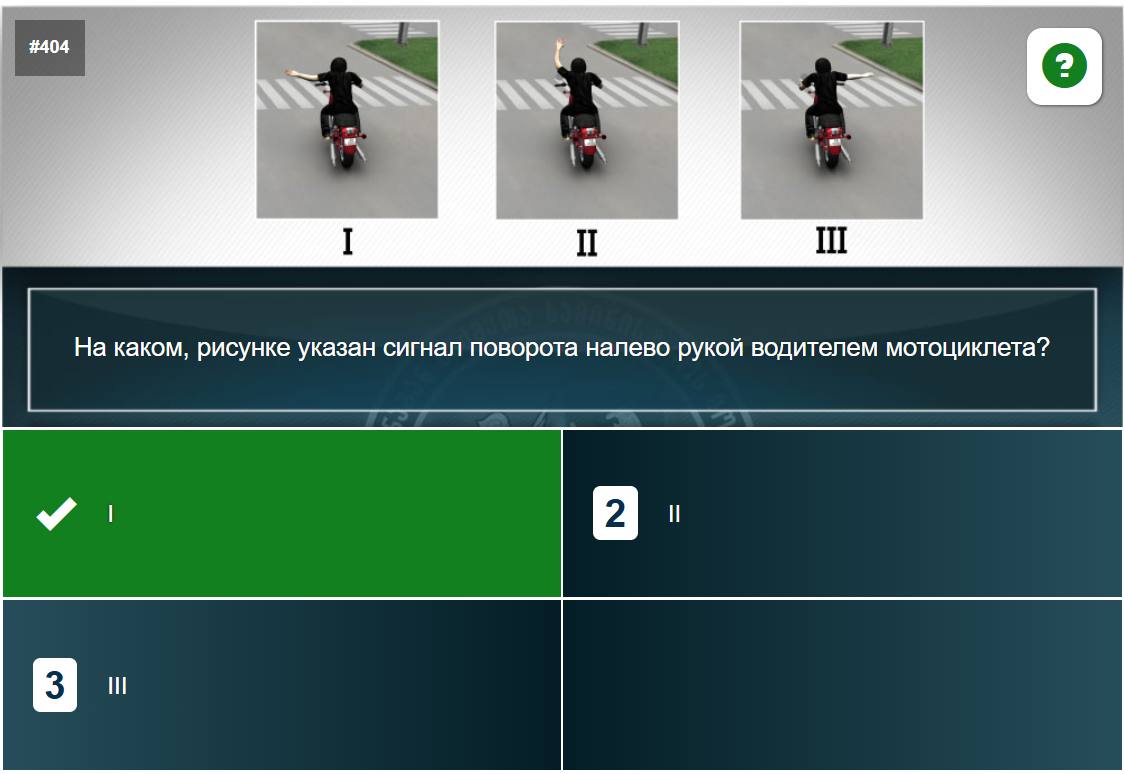 #404
?
I
II
III
На каком, рисунке указан сигнал поворота налево рукой водителем мотоциклета?
I
2 II
3 III